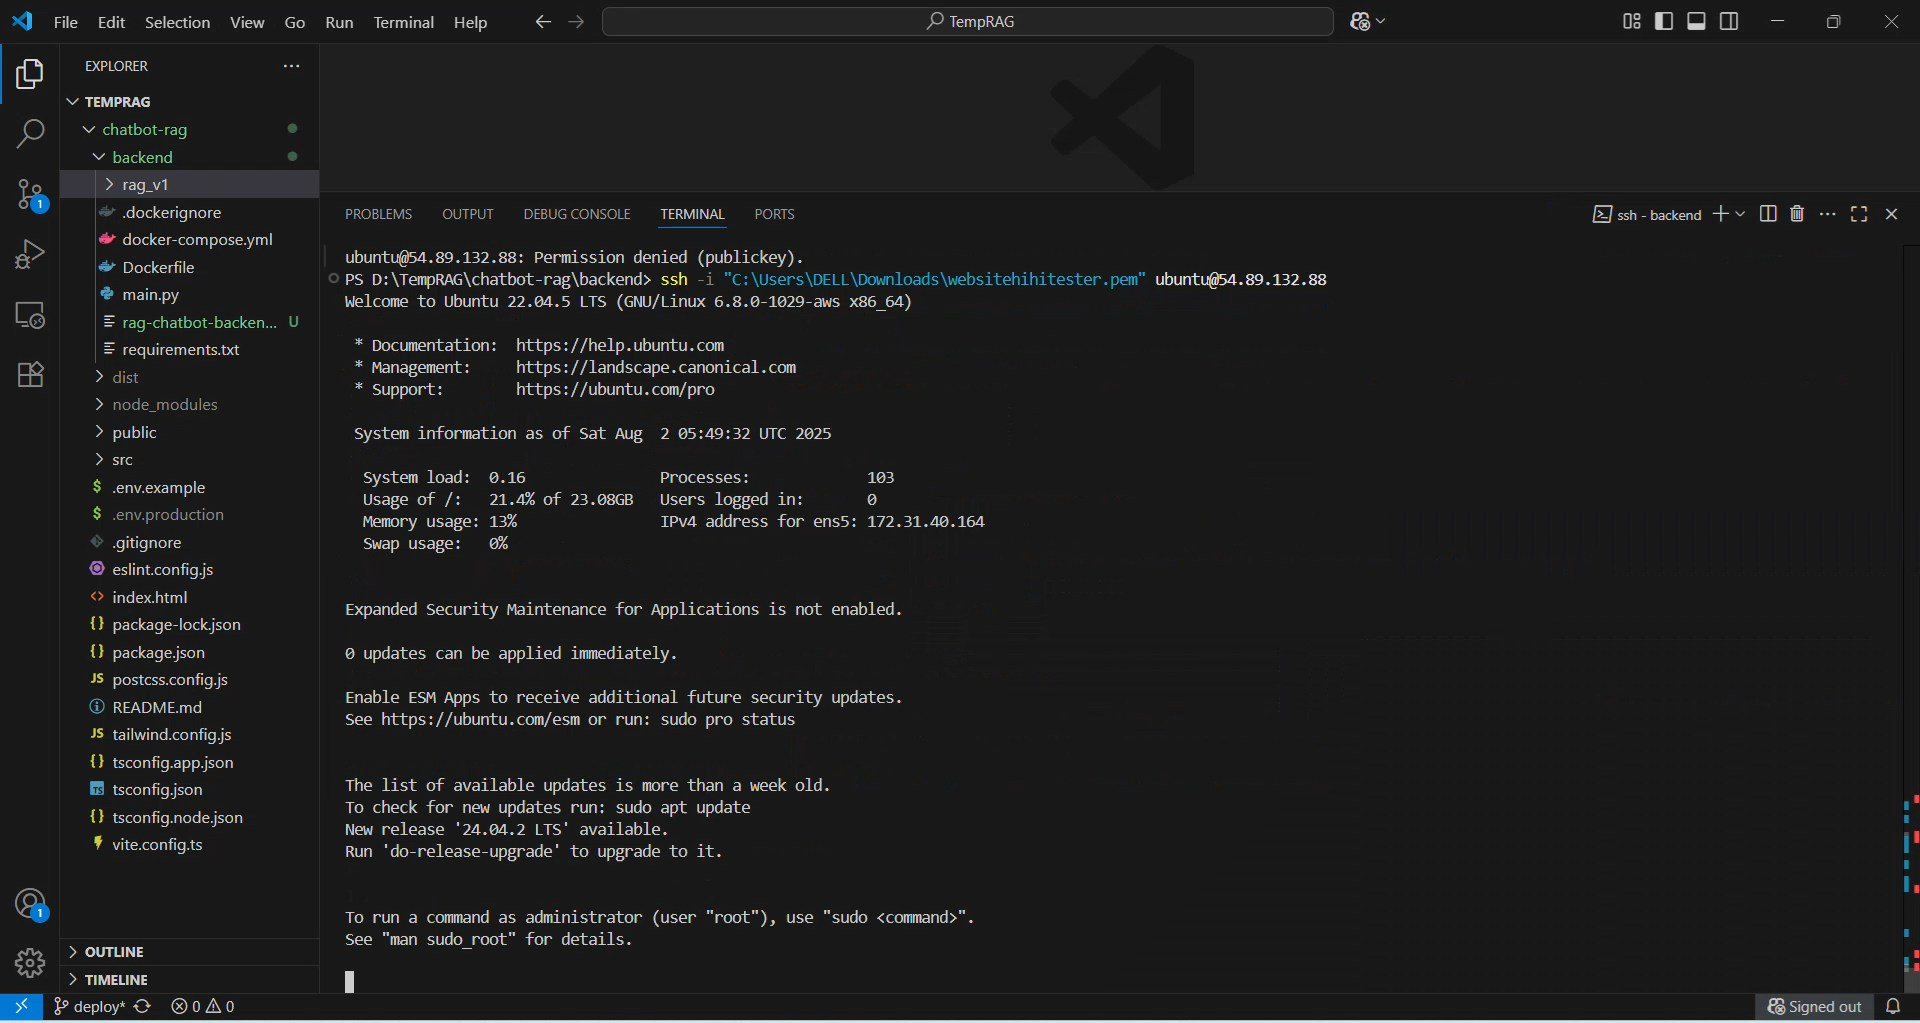 File Edit Selection View Go Run Terminal Help
TempRAG
EXPLORER
TEMPRAG
chatbot-rag
backend
rag_v1
.dockerignore
docker-compose.yml
Dockerfile
main.py
rag-chatbot-backen... U
requirements.txt
dist
node_modules
public
src
.env.example
.env.production
.gitignore
eslint.config.js
index.html
package-lock.json
package.json
postcss.config.js
README.md
tailwind.config.js
tsconfig.app.json
tsconfig.json
tsconfig.node.json
vite.config.ts
OUTLINE
TIMELINE
PROBLEMS OUTPUT DEBUG CONSOLE TERMINAL PORTS
ssh - backend
ubuntu@54.89.132.88: Permission denied (publickey).
PS D:\TempRAG\chatbot-rag\backend> ssh -i "C:\Users\DELL\Downloads\websitehihitester.pem" ubuntu@54.89.132.88
Welcome to Ubuntu 22.04.5 LTS (GNU/Linux 6.8.0-1029-aws x86_64)
* Documentation: https://help.ubuntu.com
* Management: https://landscape.canonical.com
* Support: https://ubuntu.com/pro
System information as of Sat Aug 2 05:49:32 UTC 2025
System load: 0.16 Processes: 103
Usage of /: 21.4% of 23.08GB Users logged in: 0
Memory usage: 13% IPv4 address for ens5: 172.31.40.164
Swap usage: 0%
Expanded Security Maintenance for Applications is not enabled.
0 updates can be applied immediately.
Enable ESM Apps to receive additional future security updates.
See https://ubuntu.com/esm or run: sudo pro status
The list of available updates is more than a week old.
To check for new updates run: sudo apt update
New release '24.04.2 LTS' available.
Run 'do-release-upgrade' to upgrade to it.
To run a command as administrator (user "root"), use "sudo <command>".
See "man sudo_root" for details.
1
1
deploy* 0 0
Signed out